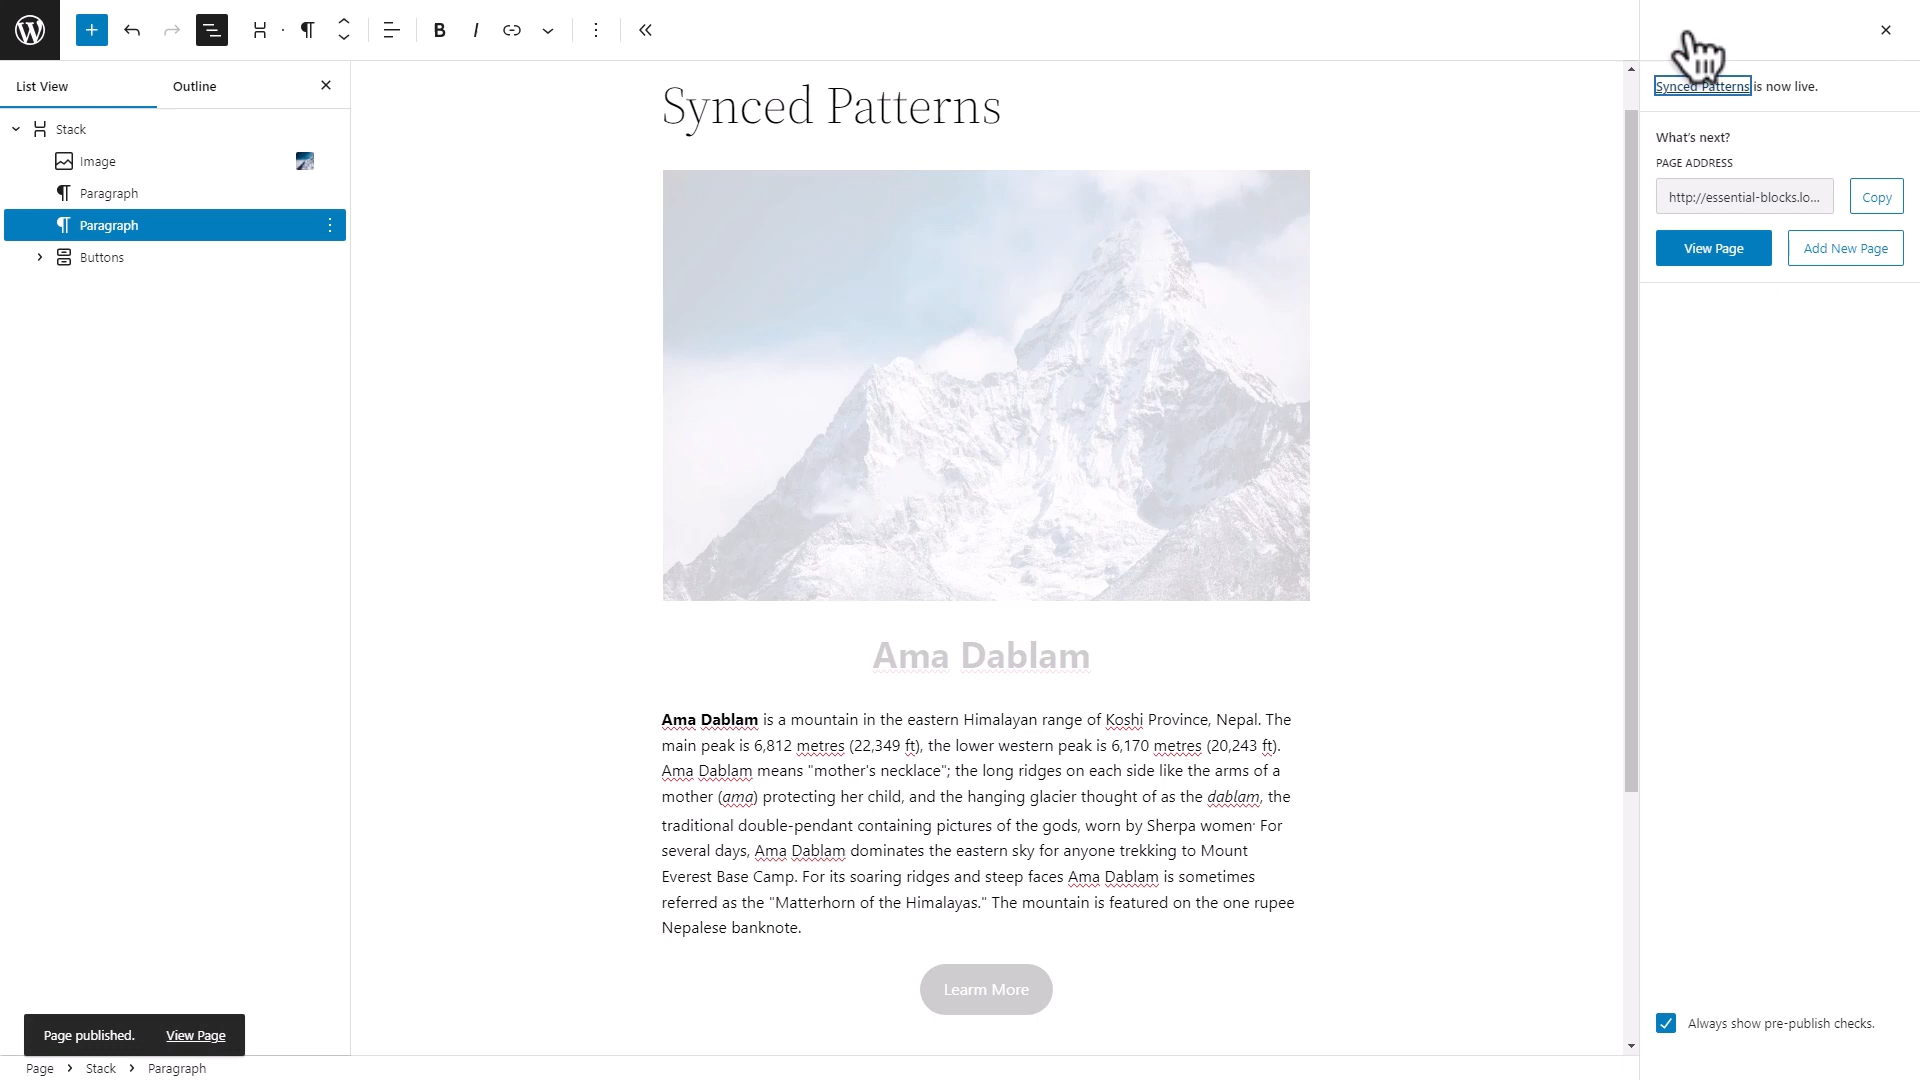 List View
Outline
Stack
Image
Paragraph
Paragraph
Buttons
Synced Patterns
Ama Dablam
Ama Dablam is a mountain in the eastern Himalayan range of Koshi Province, Nepal. The
main peak is 6,812 metres (22,349 ft), the lower western peak is 6,170 metres (20,243 ft).
Ama Dablam means "mother's necklace"; the long ridges on each side like the arms of a
mother (ama) protecting her child, and the hanging glacier thought of as the dablam, the
traditional double-pendant containing pictures of the gods, worn by Sherpa women. For
several days, Ama Dablam dominates the eastern sky for anyone trekking to Mount
Everest Base Camp. For its soaring ridges and steep faces Ama Dablam is sometimes
referred as the "Matterhorn of the Himalayas." The mountain is featured on the one rupee
Nepalese banknote.
Learm More
Synced Patterns is now live.
What's next?
PAGE ADDRESS
http://essential-blocks.lo...
Copy
View Page
Add New Page
Always show pre-publish checks.
Page published.
View Page
Page > Stack > Paragraph